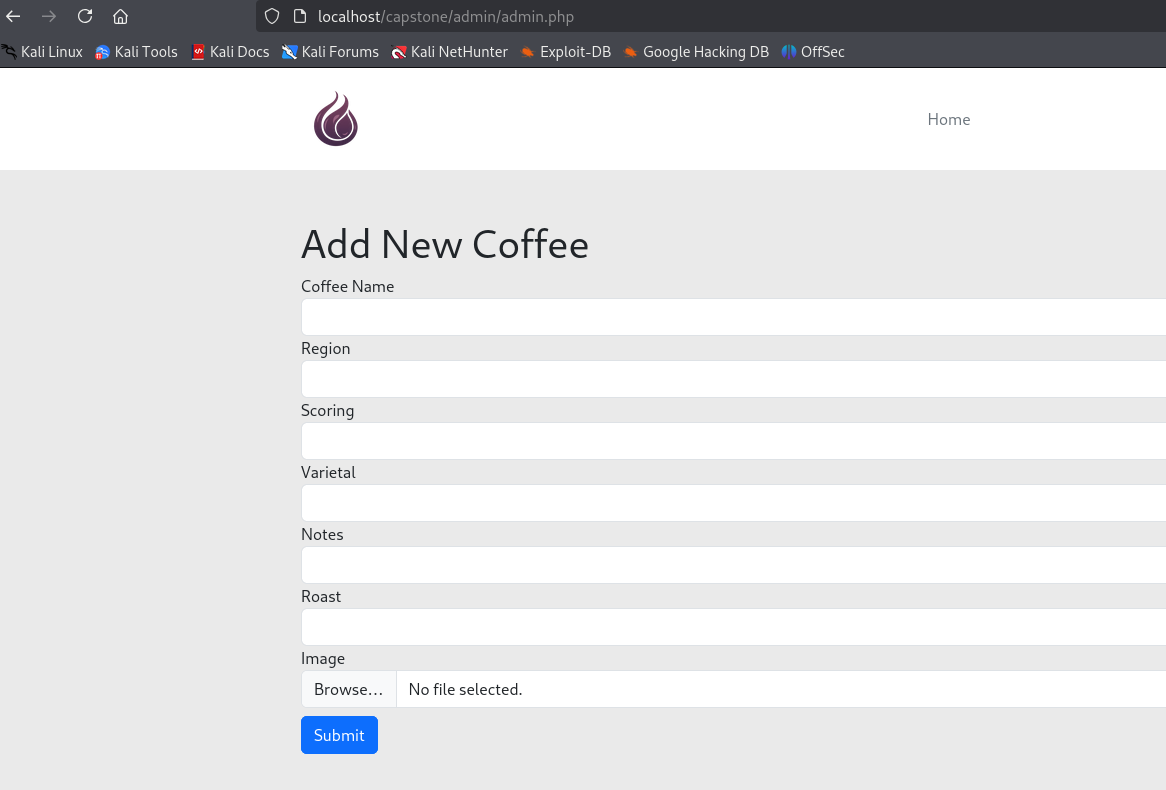 localhost/capstone/admin/admin.php
Kali Linux Kali Tools Kali Docs Kali Forums Kali NetHunter Exploit-DB Google Hacking DB OffSec
Home
Add New Coffee
Coffee Name
Region
Scoring
Varietal
Notes
Roast
Image
Browse... No file selected.
Submit